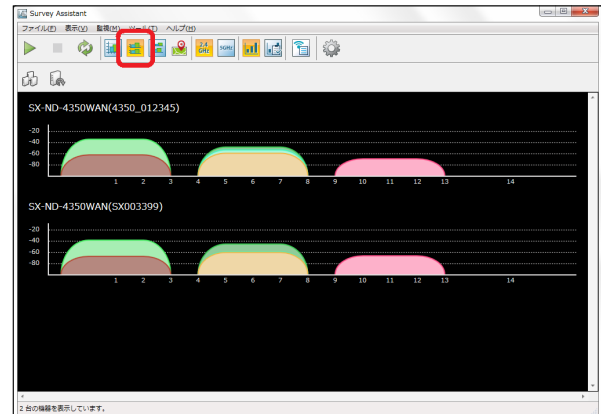 Survey Assistant
ファイル(F) 表示(V) 監視(M) ツール(T) ヘルプ(H)
2.4 GHz 5GHz
SX-ND-4350WAN(4350_012345)
-20
-40
-60
-80
1 2 3 4 5 6 7 8 9 10 11 12 13 14
SX-ND-4350WAN(SX003399)
-20
-40
-60
-80
1 2 3 4 5 6 7 8 9 10 11 12 13 14
2 台の機器を表示しています。